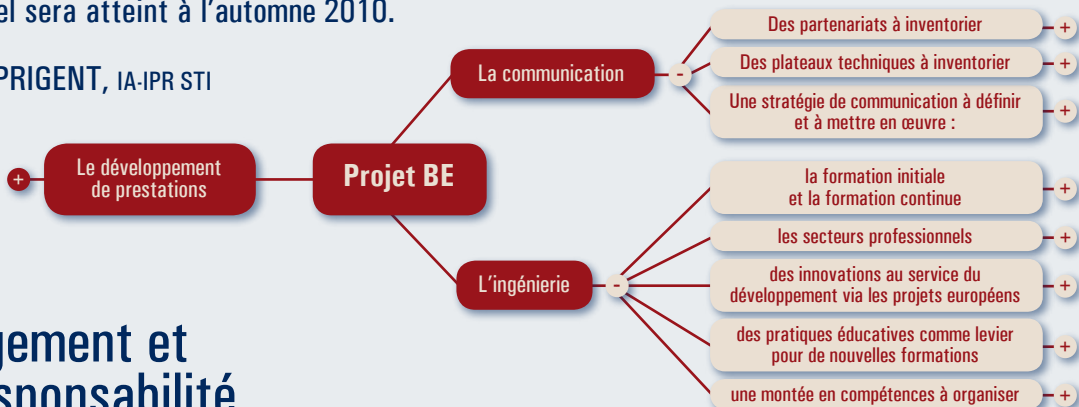 el sera atteint à l'automne 2010.
PRIGENT, IA-IPR STI
gement et
sponsabilité
+
Le développement
de prestations
Projet BE
La communication
-
Des partenariats à inventorier
+
Des plateaux techniques à inventorier
+
Une stratégie de communication à définir
et à mettre en œuvre :
+
L'ingénierie
-
la formation initiale
et la formation continue
+
les secteurs professionnels
+
des innovations au service du
développement via les projets européens
+
des pratiques éducatives comme levier
pour de nouvelles formations
+
une montée en compétences à organiser
+